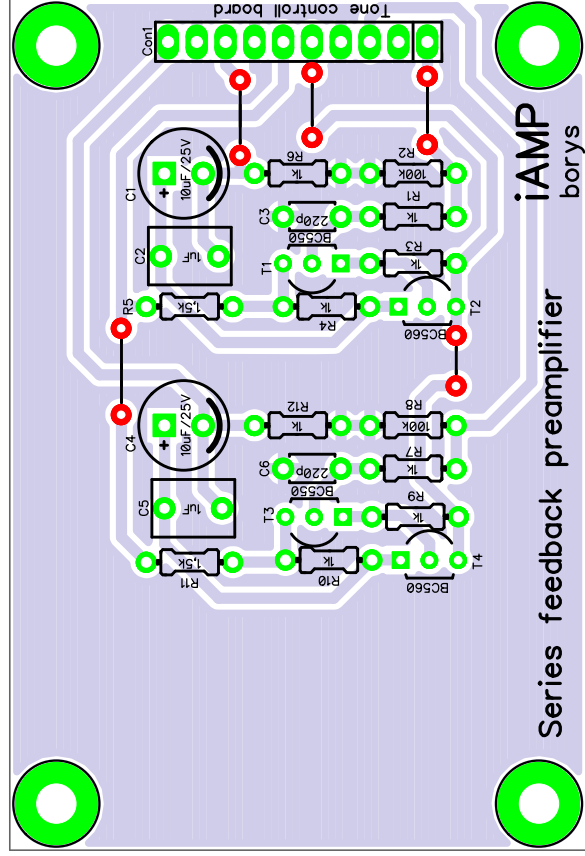 Tone controll board
Con1
iAMP
borys
C1
+
10uF/25V
R6
1k
R2
100k
C3
220p
R1
1k
C2
1uF
BC550
T1
R3
1k
R5
1,5k
R4
1k
BC560
T2
C4
+
10uF/25V
R12
1k
R8
100k
C6
220p
R7
1k
C5
1uF
BC550
T3
R9
1k
R11
1,5k
R10
1k
BC560
T4
Series feedback preamplifier